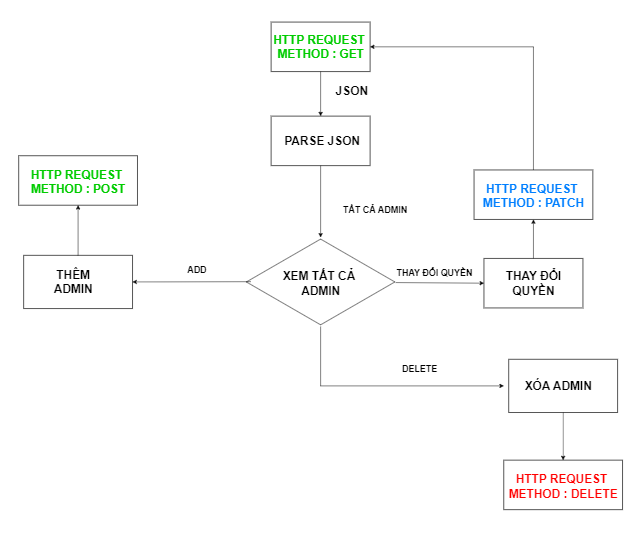 HTTP REQUEST
METHOD : GET
JSON
PARSE JSON
HTTP REQUEST
METHOD : POST
HTTP REQUEST
METHOD : PATCH
TẤT CẢ ADMIN
THÊM
ADMIN
ADD
XEM TẤT CẢ
ADMIN
THAY ĐỔI QUYỀN
THAY ĐỔI
QUYỀN
DELETE
XÓA ADMIN
HTTP REQUEST
METHOD : DELETE